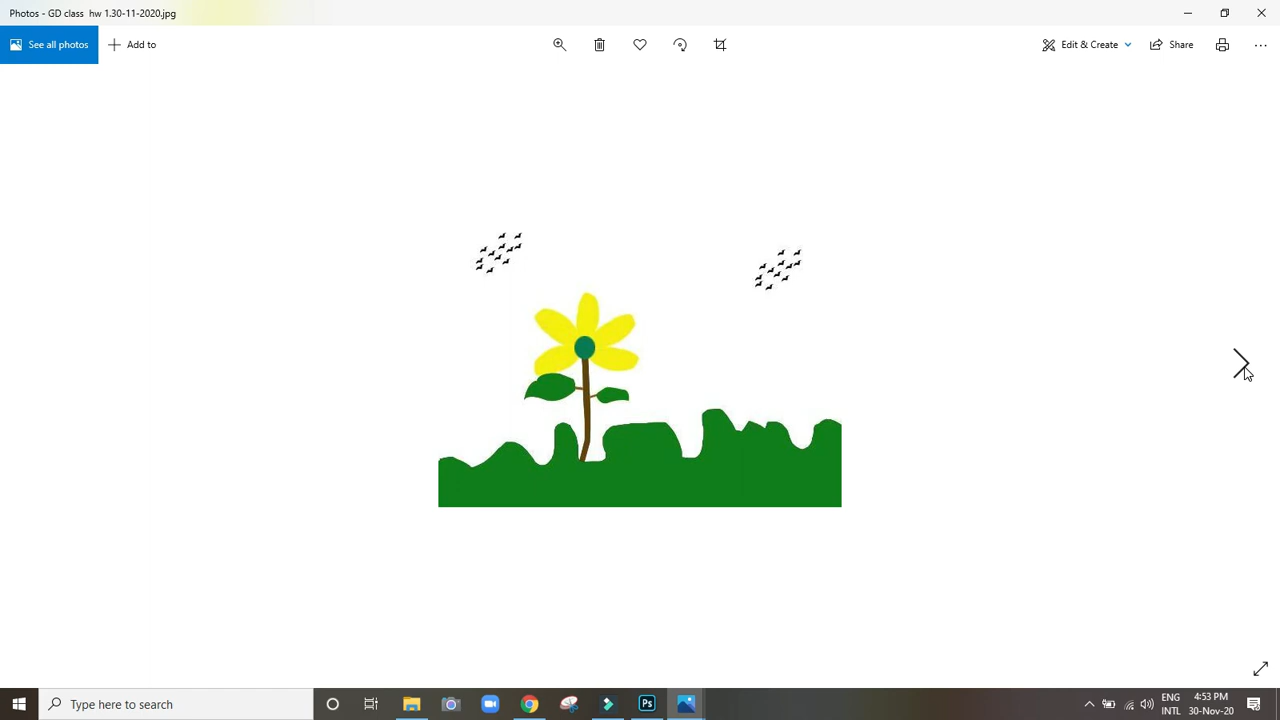 Photos - GD class hw 1.30-11-2020.jpg
See all photos
Add to
Edit & Create
Share
Type here to search
Ps
ENG
INTL
4:53 PM
30-Nov-20